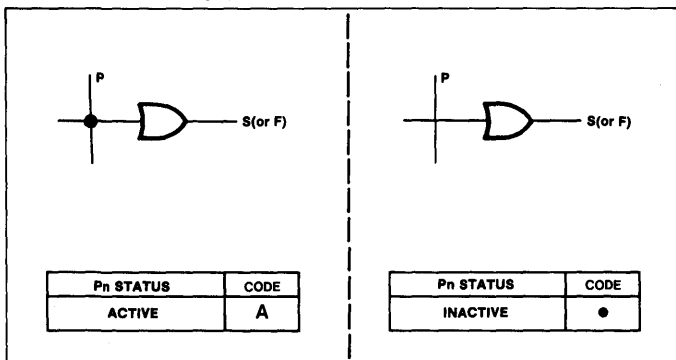 P
S(or F)
Pn STATUS
CODE
ACTIVE
A
P
S(or F)
Pn STATUS
CODE
INACTIVE
●